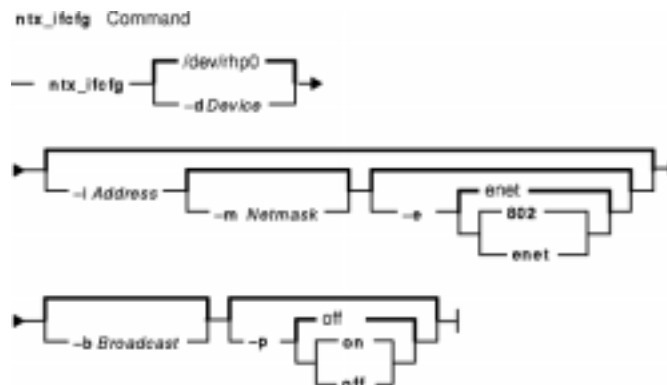 ntx_ifcfg Command
/dev/rhp0
ntx_ifcfg
-d Device
-i Address
-m Netmask
-e
enet
802
enet
-b Broadcast
-p
off
on
off